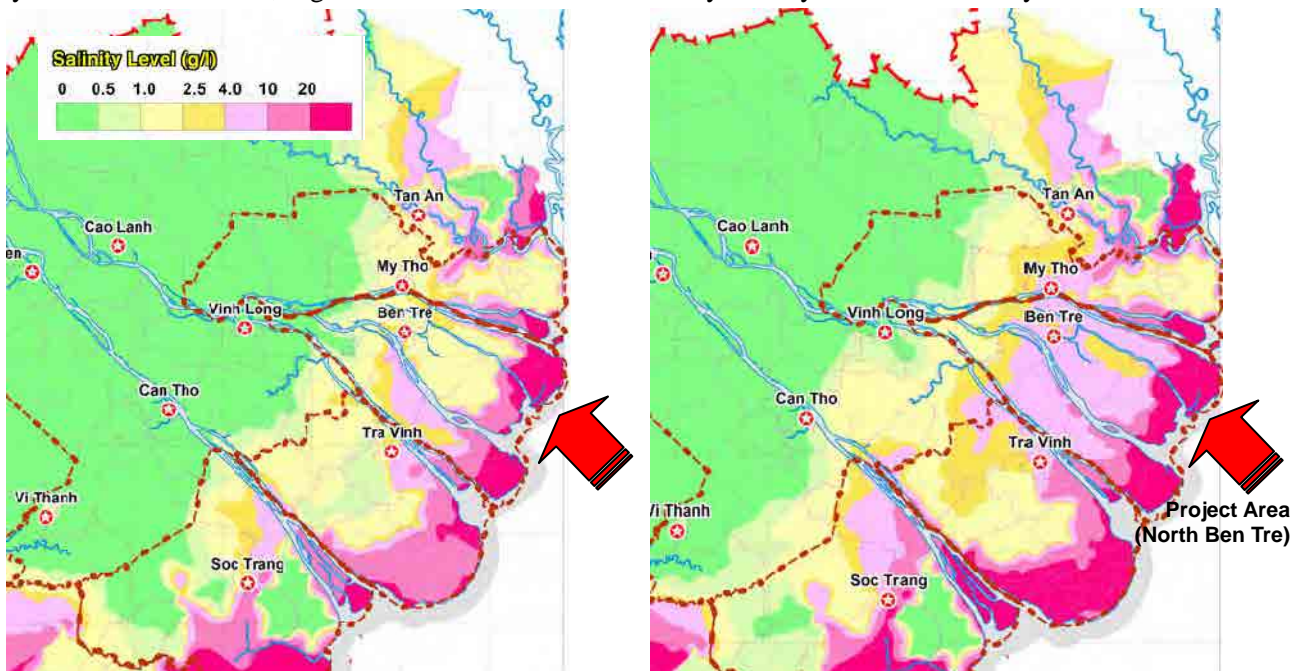 Salinity Level (g/l)
0 0.5 1.0 2.5 4.0 10 20
Tan An
Cao Lanh
My Tho
Vinh Long
Ben Tre
Can Tho
Tra Vinh
Vi Thanh
Soc Trang
Tan An
Cao Lanh
My Tho
Vinh Long
Ben Tre
Can Tho
Tra Vinh
Vi Thanh
Soc Trang
Project Area
(North Ben Tre)